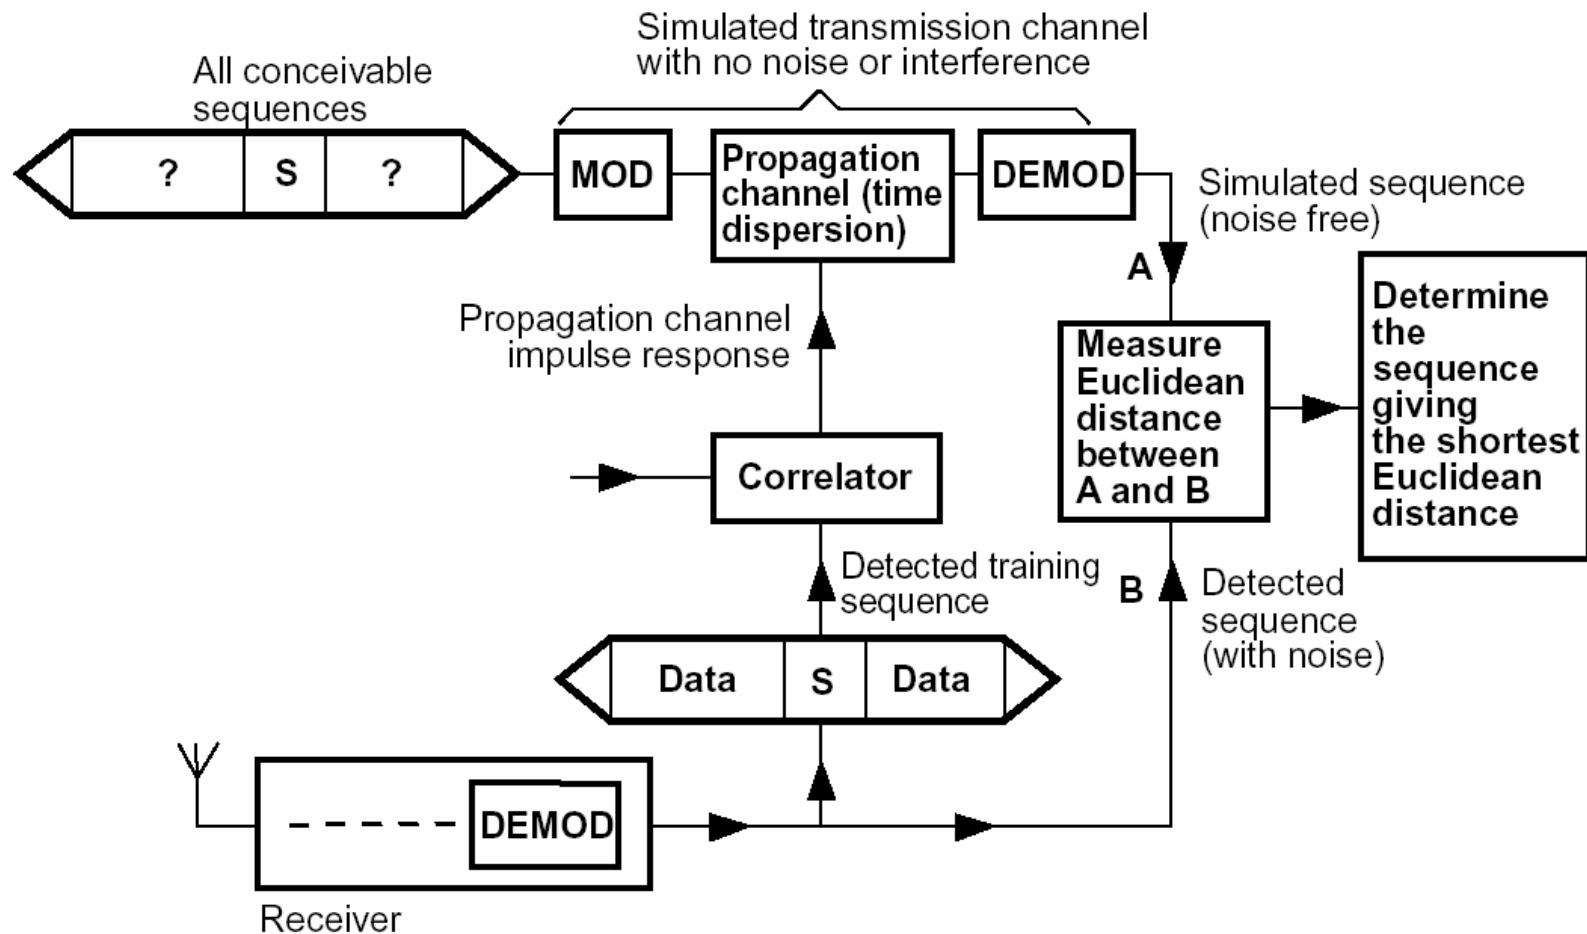 Simulated transmission channel
with no noise or interference
All conceivable
sequences
?
S
?
MOD
Propagation
channel (time
dispersion)
DEMOD
Simulated sequence
(noise free)
A
Propagation channel
impulse response
Measure
Euclidean
distance
between
A and B
Determine
the
sequence
giving
the shortest
Euclidean
distance
Correlator
Detected training
sequence
B
Detected
sequence
(with noise)
Data
S
Data
DEMOD
Receiver